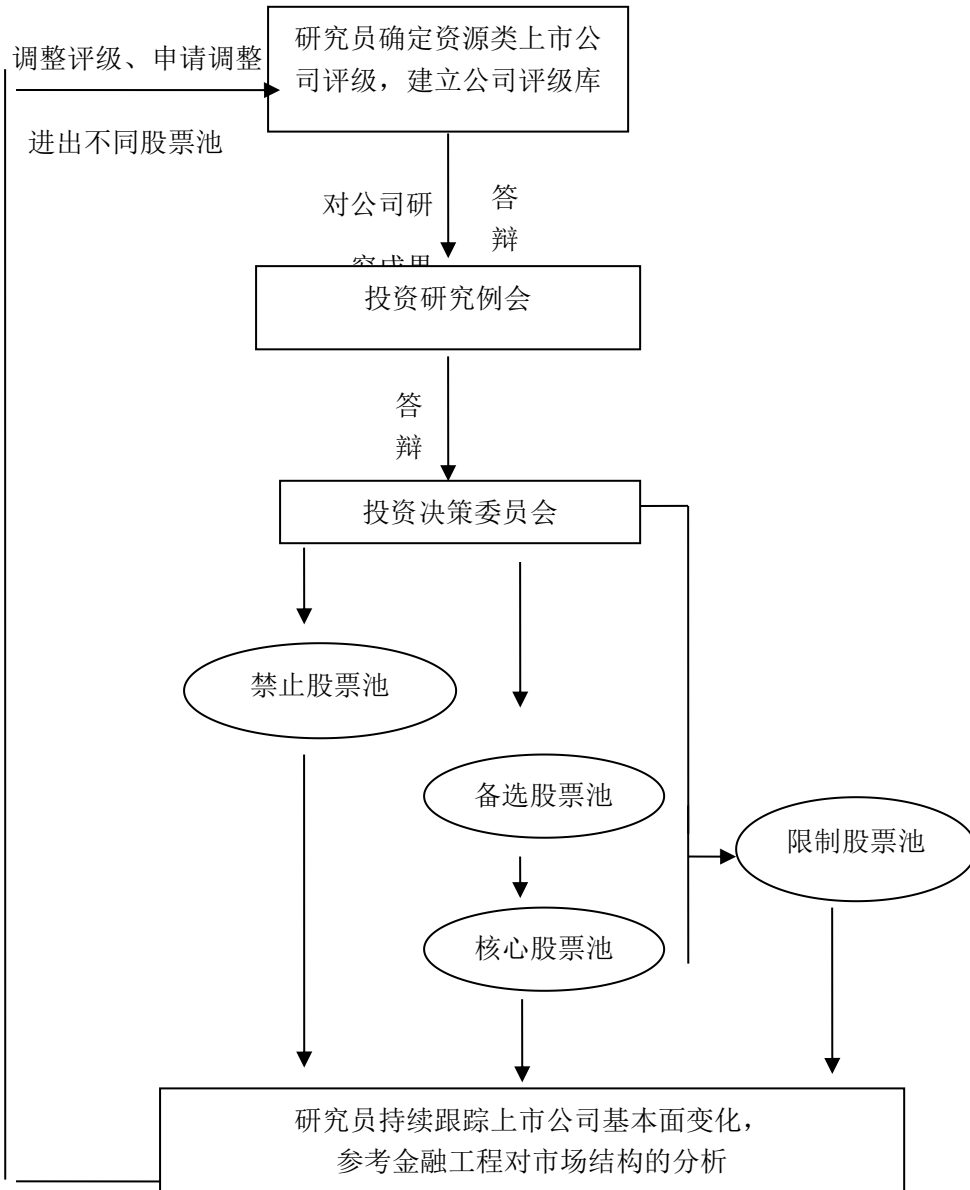 研究员确定资源类上市公
司评级，建立公司评级库
调整评级、申请调整
进出不同股票池
对公司研
答
辩
投资研究例会
答
辩
投资决策委员会
禁止股票池
备选股票池
限制股票池
核心股票池
研究员持续跟踪上市公司基本面变化，
参考金融工程对市场结构的分析